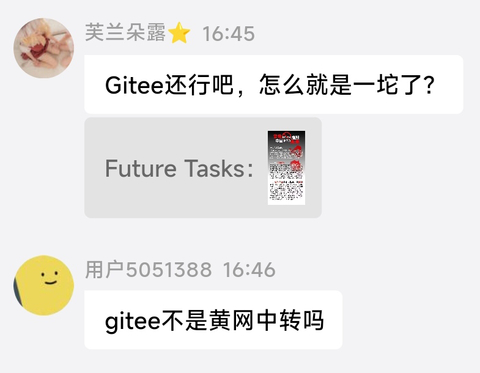 芙兰朵露⭐ 16:45
Gitee还行吧，怎么就是一坨了？
Future Tasks：
用户5051388 16:46
gitee不是黄网中转吗